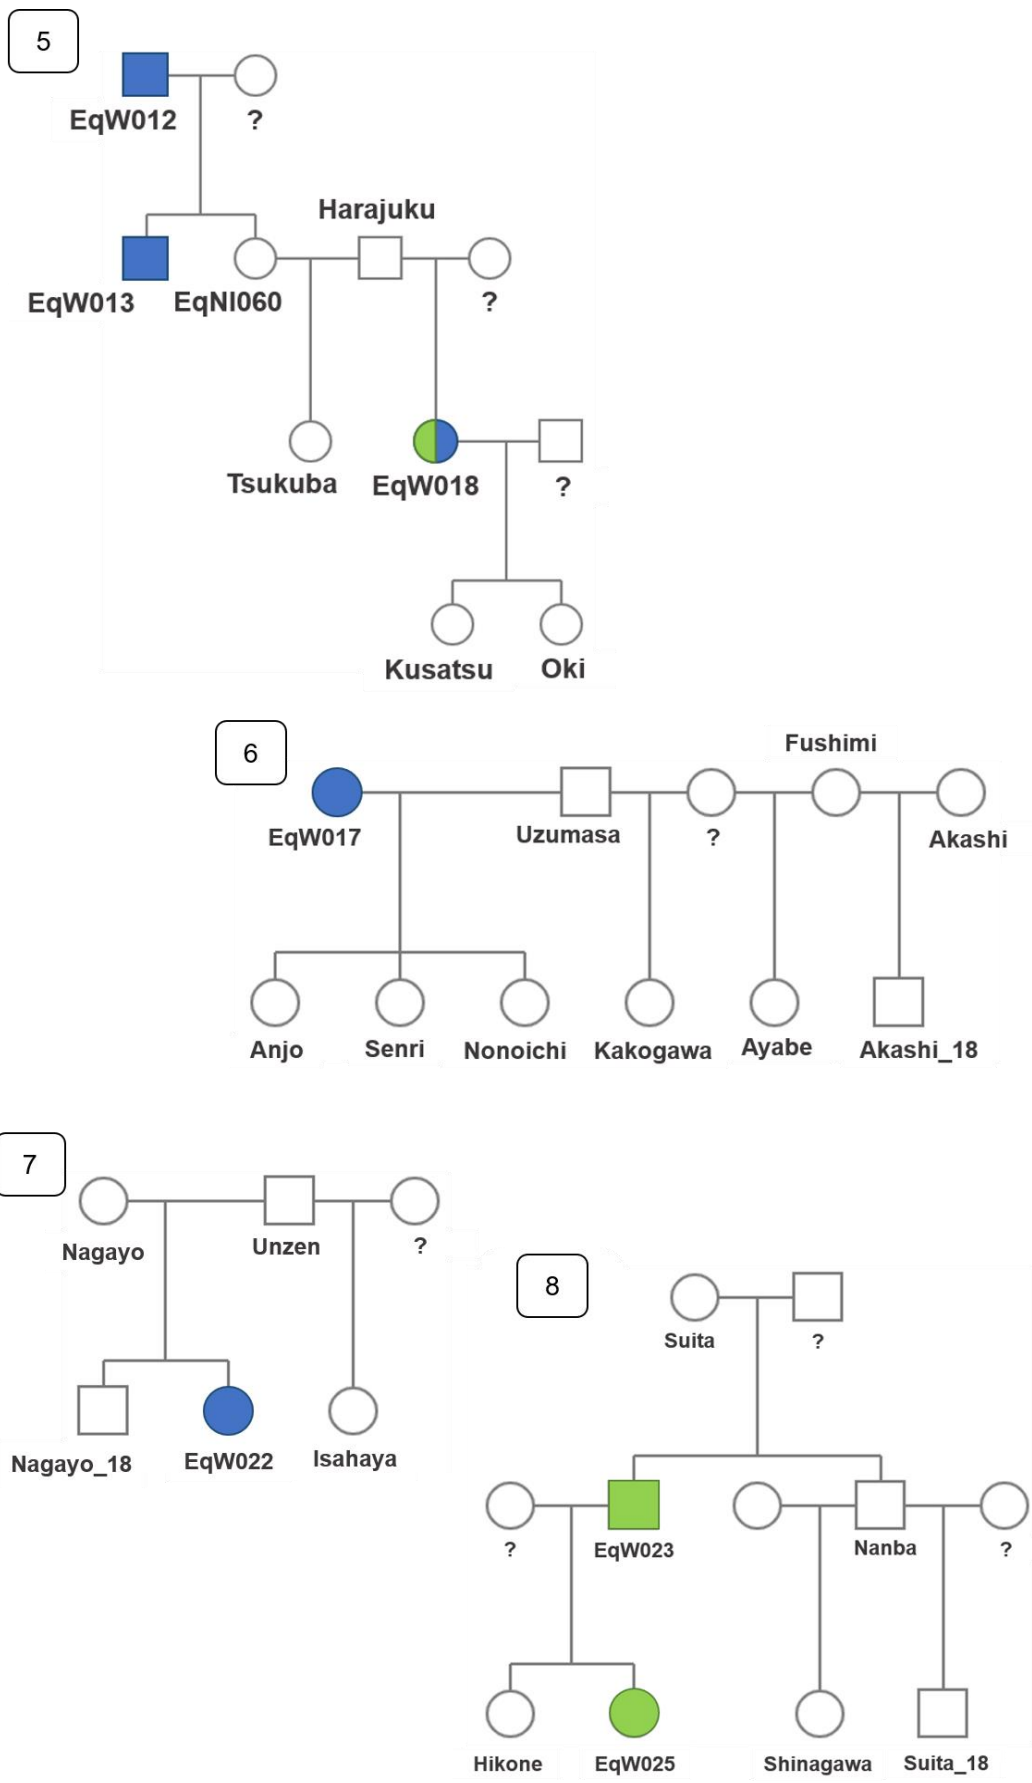 5
EqW012
?
Harajuku
EqW013
EqNI060
?
Tsukuba
EqW018
?
Kusatsu
Oki
6
Fushimi
EqW017
Uzumasa
?
Akashi
Anjo
Senri
Nonoichi
Kakogawa
Ayabe
Akashi_18
7
Nagayo
Unzen
?
Nagayo_18
EqW022
Isahaya
8
Suita
?
?
EqW023
Nanba
?
Hikone
EqW025
Shinagawa
Suita_18